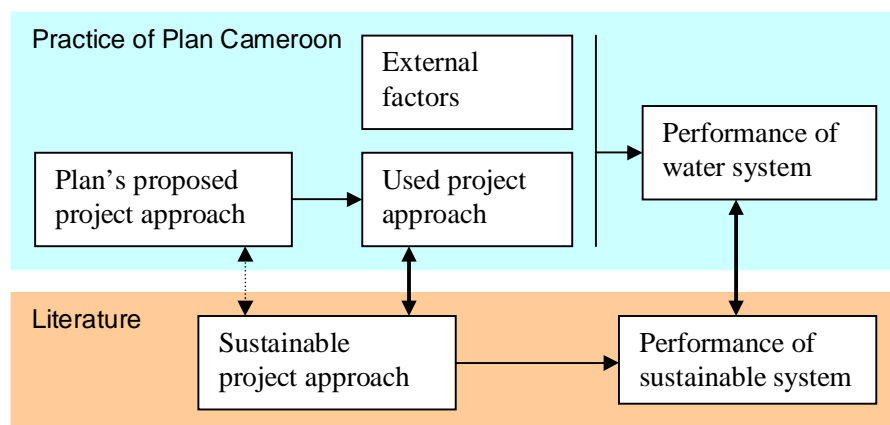 Practice of Plan Cameroon
External
factors
Performance of
water system
Plan's proposed
project approach
Used project
approach
Literature
Sustainable
project approach
Performance of
sustainable system